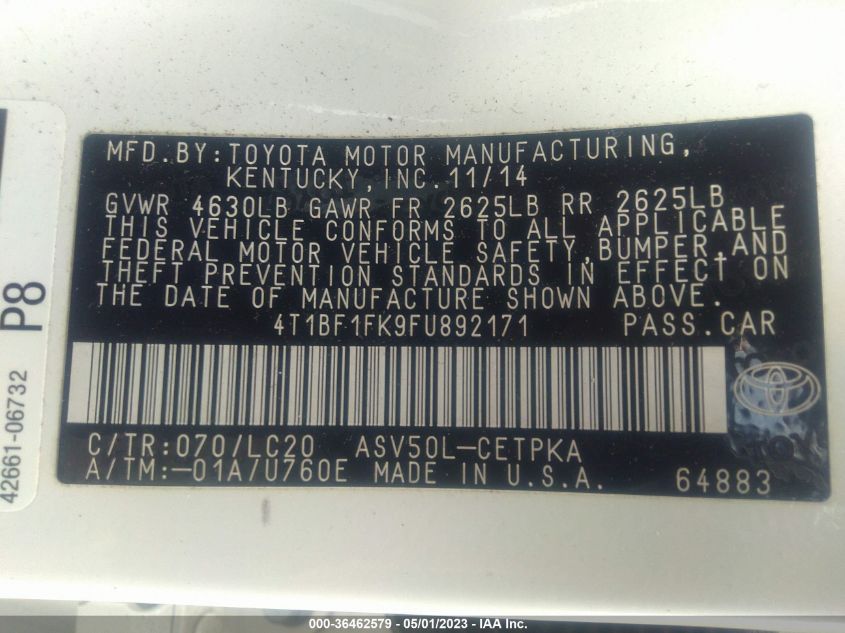 MFD.BY:TOYOTA MOTOR MANUFACTURING,
KENTUCKY,INC.11/14
GVWR 4630LB GAWR FR 2625LB RR 2625LB
THIS VEHICLE CONFORMS TO ALL APPLICABLE
FEDERAL MOTOR VEHICLE SAFETY,BUMPER,AND
THEFT PREVENTION STANDARDS IN EFFECT ON
THE DATE OF MANUFACTURE SHOWN ABOVE.
4T1BF1FK9FU892171 PASS.CAR
C/TR:070/LC20 ASV50L-CETPKA
A/TM:-01A/U760E MADE IN U.S.A. 64883
42661-06732 P8
000-36462579 - 05/01/2023 - IAA Inc.